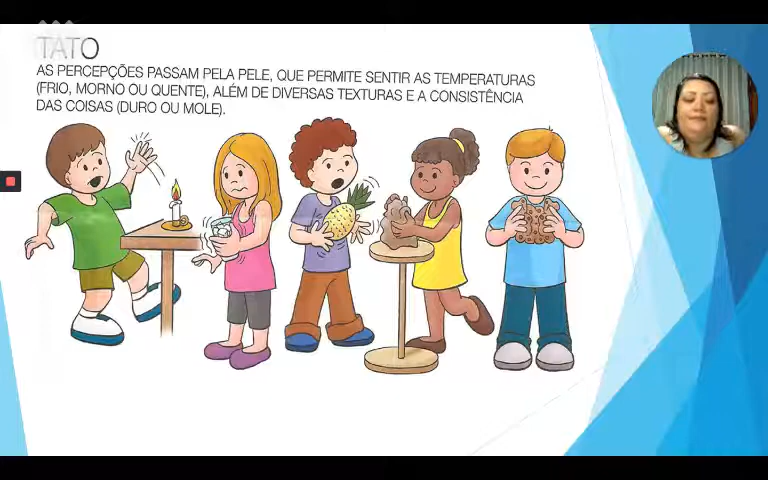 TATO
AS PERCEPÇÕES PASSAM PELA PELE, QUE PERMITE SENTIR AS TEMPERATURAS
(FRIO, MORNO OU QUENTE), ALÉM DE DIVERSAS TEXTURAS E A CONSISTÊNCIA
DAS COISAS (DURO OU MOLE).